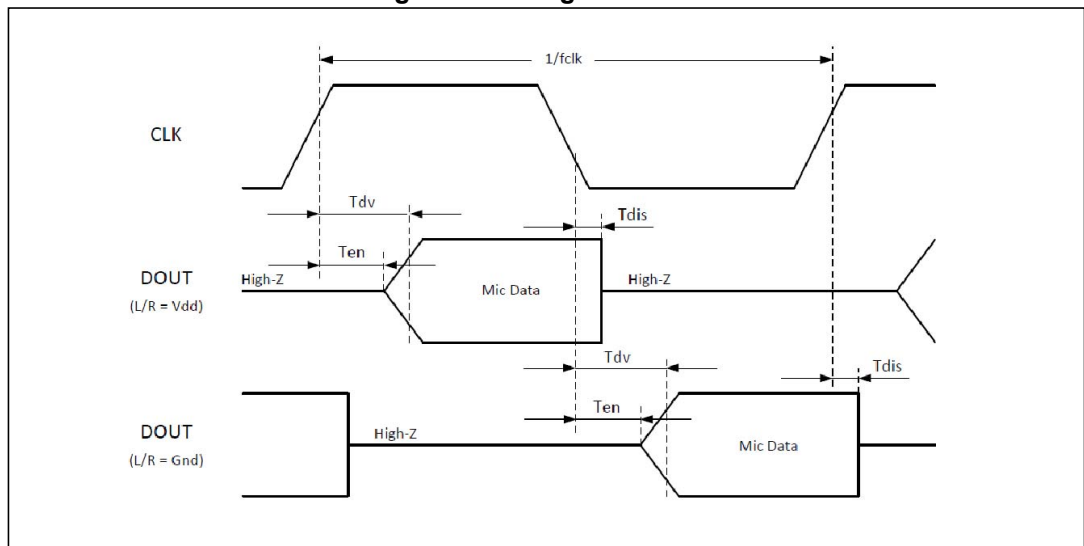 1/fclk
CLK
Tdv
Tdis
Ten
DOUT
(L/R = Vdd)
High-Z
Mic Data
High-Z
Tdv
Tdis
Ten
DOUT
(L/R = Gnd)
High-Z
Mic Data